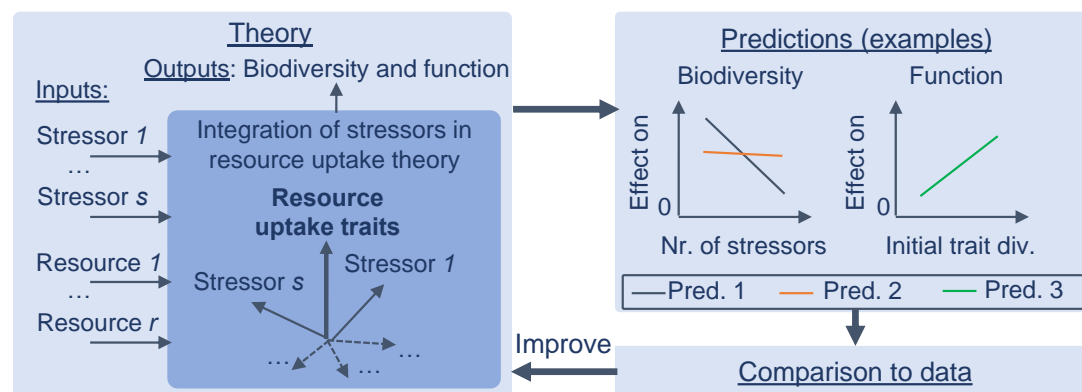 Theory
Outputs: Biodiversity and function
Inputs:
Stressor 1
…
Stressor s
Resource 1
…
Resource r
Integration of stressors in
resource uptake theory
Resource
uptake traits
Stressor 1
Stressor s
…
…
…
Predictions (examples)
Biodiversity
Effect on
0
Nr. of stressors
Function
Effect on
0
Initial trait div.
Pred. 1
Pred. 2
Pred. 3
Improve
Comparison to data